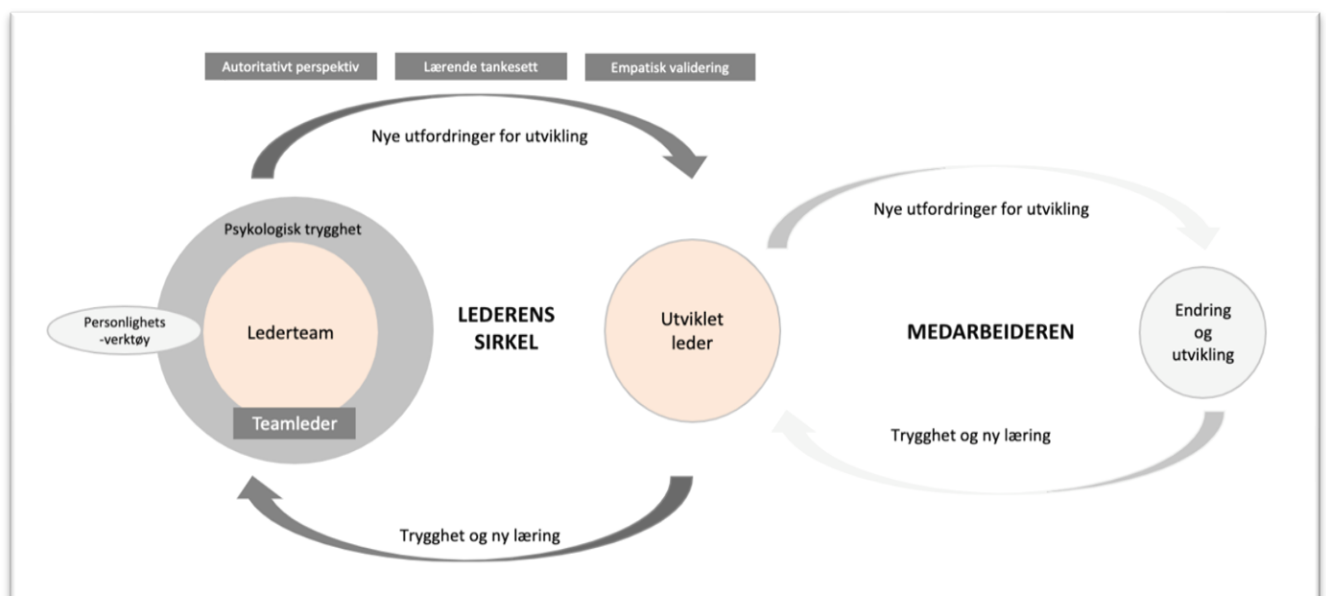 Autoritativt perspektiv
Lærende tankesett
Empatisk validering
Nye utfordringer for utvikling
Psykologisk trygghet
Personlighets
-verktøy
Lederteam
Teamleder
LEDERENS
SIRKEL
Utviklet
leder
Trygghet og ny læring
Nye utfordringer for utvikling
MEDARBEIDEREN
Endring
og
utvikling
Trygghet og ny læring